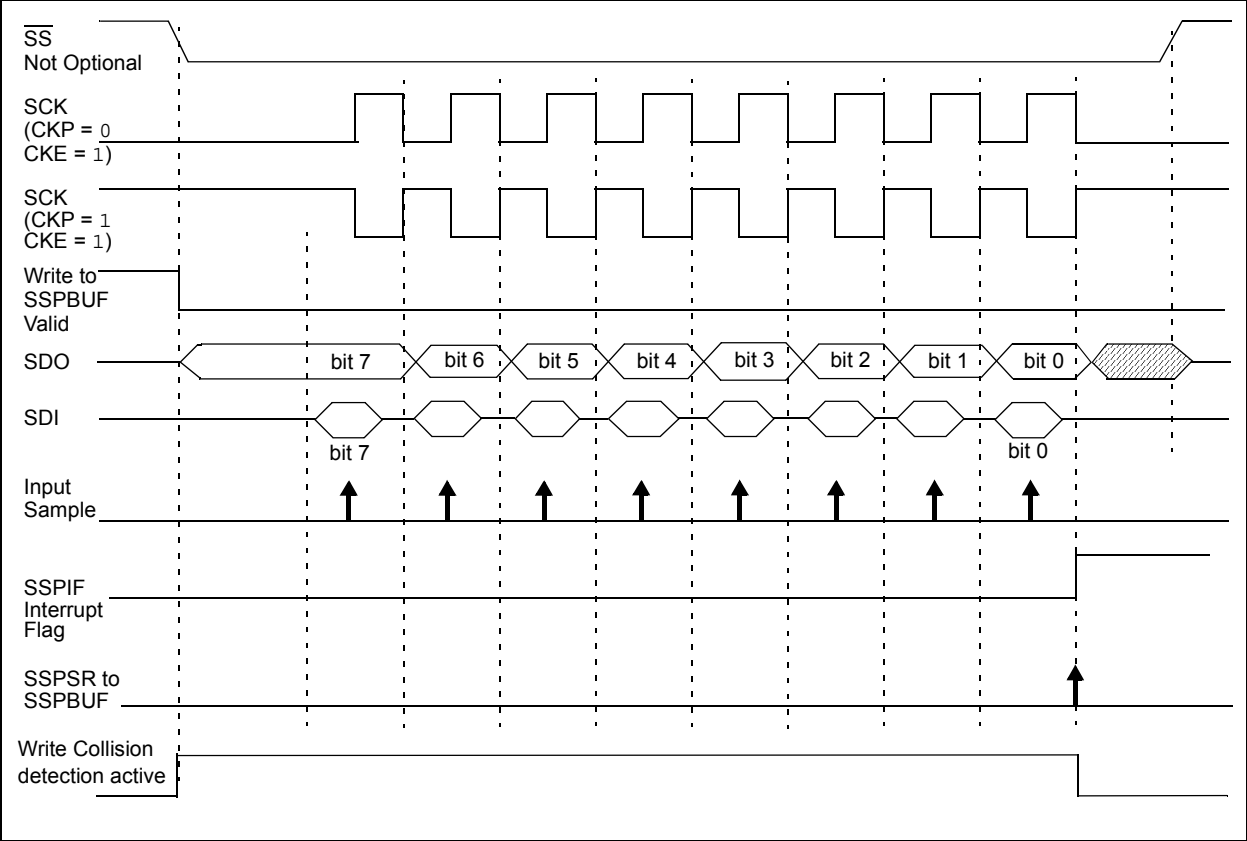 SS
Not Optional
SCK
(CKP = 0
CKE = 1)
SCK
(CKP = 1
CKE = 1)
Write to
SSPBUF
Valid
SDO
bit 7 bit 6 bit 5 bit 4 bit 3 bit 2 bit 1 bit 0
SDI
bit 7 bit 0
Input
Sample
SSPIF
Interrupt
Flag
SSPSR to
SSPBUF
Write Collision
detection active